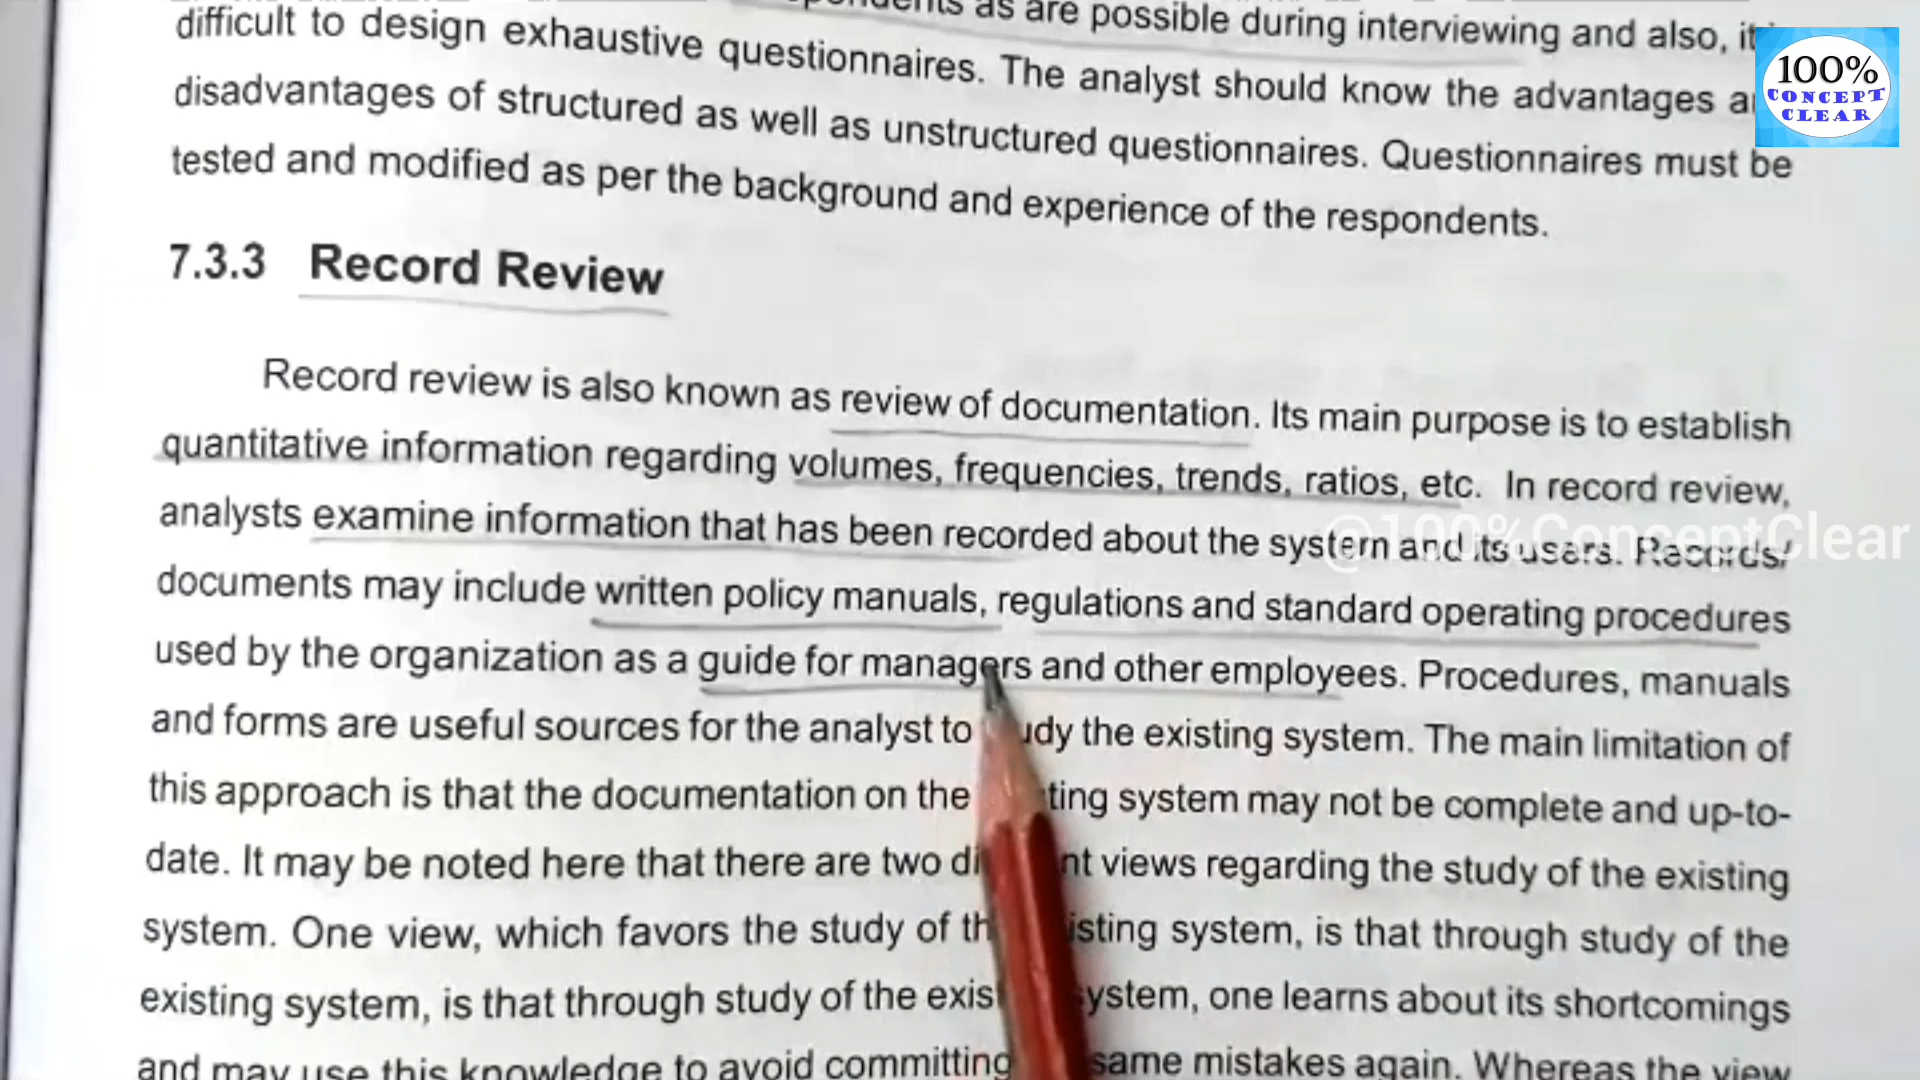 as are possible during interviewing and also, it
difficult to design exhaustive questionnaires. The analyst should know the advantages
disadvantages of structured as well as unstructured questionnaires. Questionnaires must be
tested and modified as per the background and experience of the respondents.
7.3.3 Record Review
Record review is also known as review of documentation. Its main purpose is to establish
quantitative information regarding volumes, frequencies, trends, ratios, etc. In record review,
analysts examine information that has been recorded about the system and its users. Records/
documents may include written policy manuals, regulations and standard operating procedures
used by the organization as a guide for managers and other employees. Procedures, manuals
and forms are useful sources for the analyst to the existing system. The main limitation of
this approach is that the documentation on the system may not be complete and up-to-
date. It may be noted here that there are two views regarding the study of the existing
system. One view, which favors the study of system, is that through study of the
existing system, is that through study of the one learns about its shortcomings
and may use this knowledge to avoid committing same mistakes again. Whereas the view
100%
CONCEPT
CLEAR
@100%ConceptClear